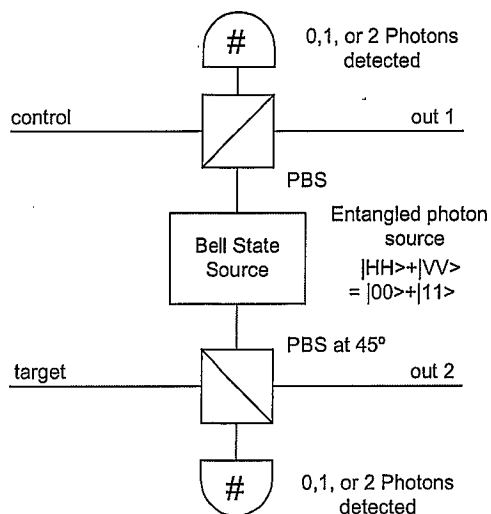 #
0,1, or 2 Photons
detected
control
out 1
PBS
Bell State
Source
Entangled photon
source
|HH>+|VV>
= |00>+|11>
PBS at 45º
target
out 2
#
0,1, or 2 Photons
detected